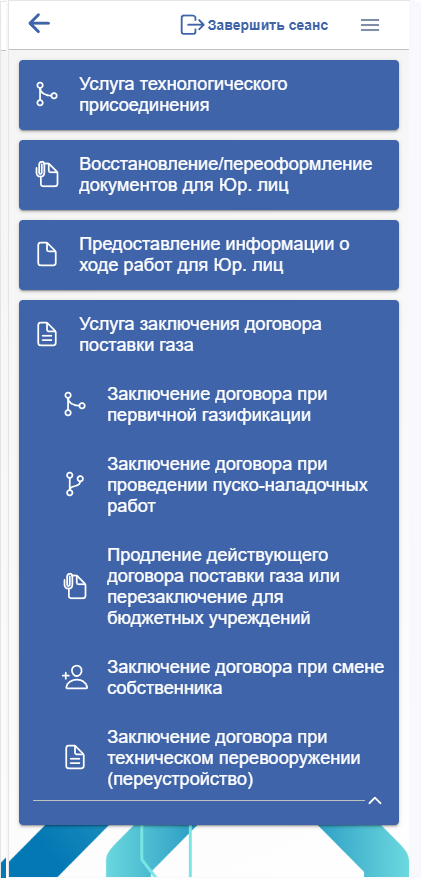 Завершить сеанс
Услуга технологического
присоединения
Восстановление/переоформление
документов для Юр. лиц
Предоставление информации о
ходе работ для Юр. лиц
Услуга заключения договора
поставки газа
Заключение договора при
первичной газификации
Заключение договора при
проведении пуско-наладочных
работ
Продление действующего
договора поставки газа или
перезаключение для
бюджетных учреждений
Заключение договора при смене
собственника
Заключение договора при
техническом перевооружении
(переустройство)